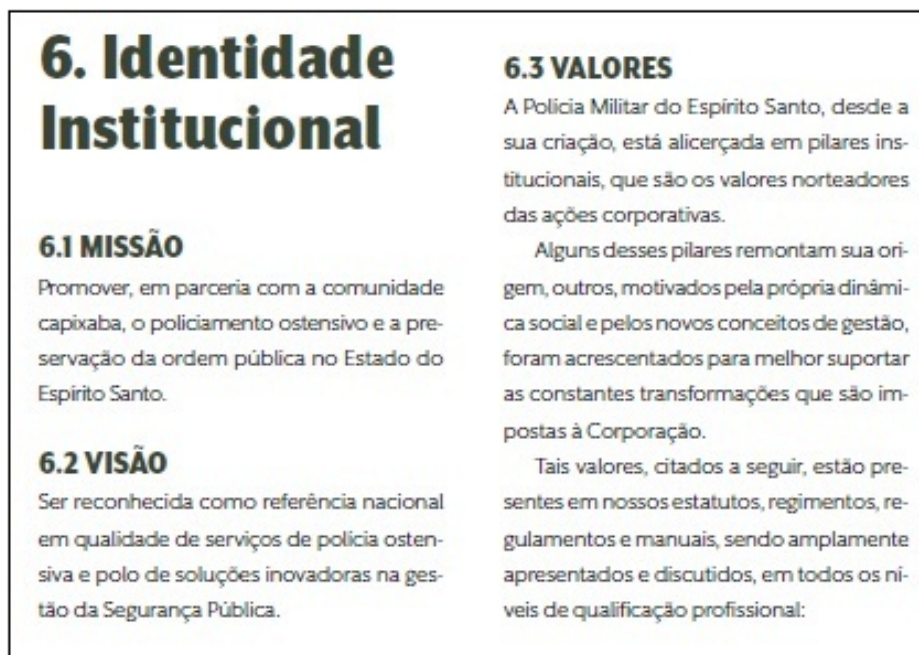 6. Identidade
Institucional
6.1 MISSÃO
Promover, em parceria com a comunidade
capixaba, o policiamento ostensivo e a pre-
servação da ordem pública no Estado do
Espírito Santo.
6.2 VISÃO
Ser reconhecida como referência nacional
em qualidade de serviços de polícia osten-
siva e polo de soluções inovadoras na ges-
tão da Segurança Pública.
6.3 VALORES
A Polícia Militar do Espírito Santo, desde a
sua criação, está alicerçada em pilares ins-
titucionais, que são os valores norteadores
das ações corporativas.
Alguns desses pilares remontam sua ori-
gem, outros, motivados pela própria dinâmi-
ca social e pelos novos conceitos de gestão,
foram acrescentados para melhor suportar
as constantes transformações que são im-
postas à Corporação.
Tais valores, citados a seguir, estão pre-
sentes em nossos estatutos, regimentos, re-
gulamentos e manuais, sendo amplamente
apresentados e discutidos, em todos os ní-
veis de qualificação profissional: